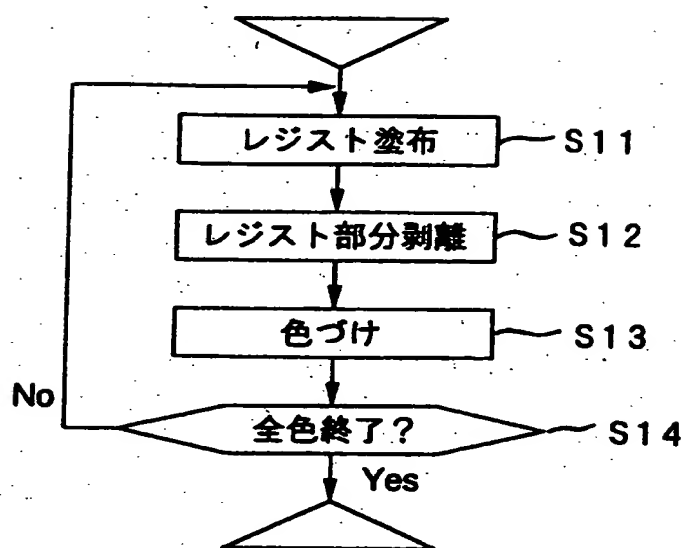 レジスト塗布 S11
レジスト部分剥離 S12
色づけ S13
No
全色終了? S14
Yes